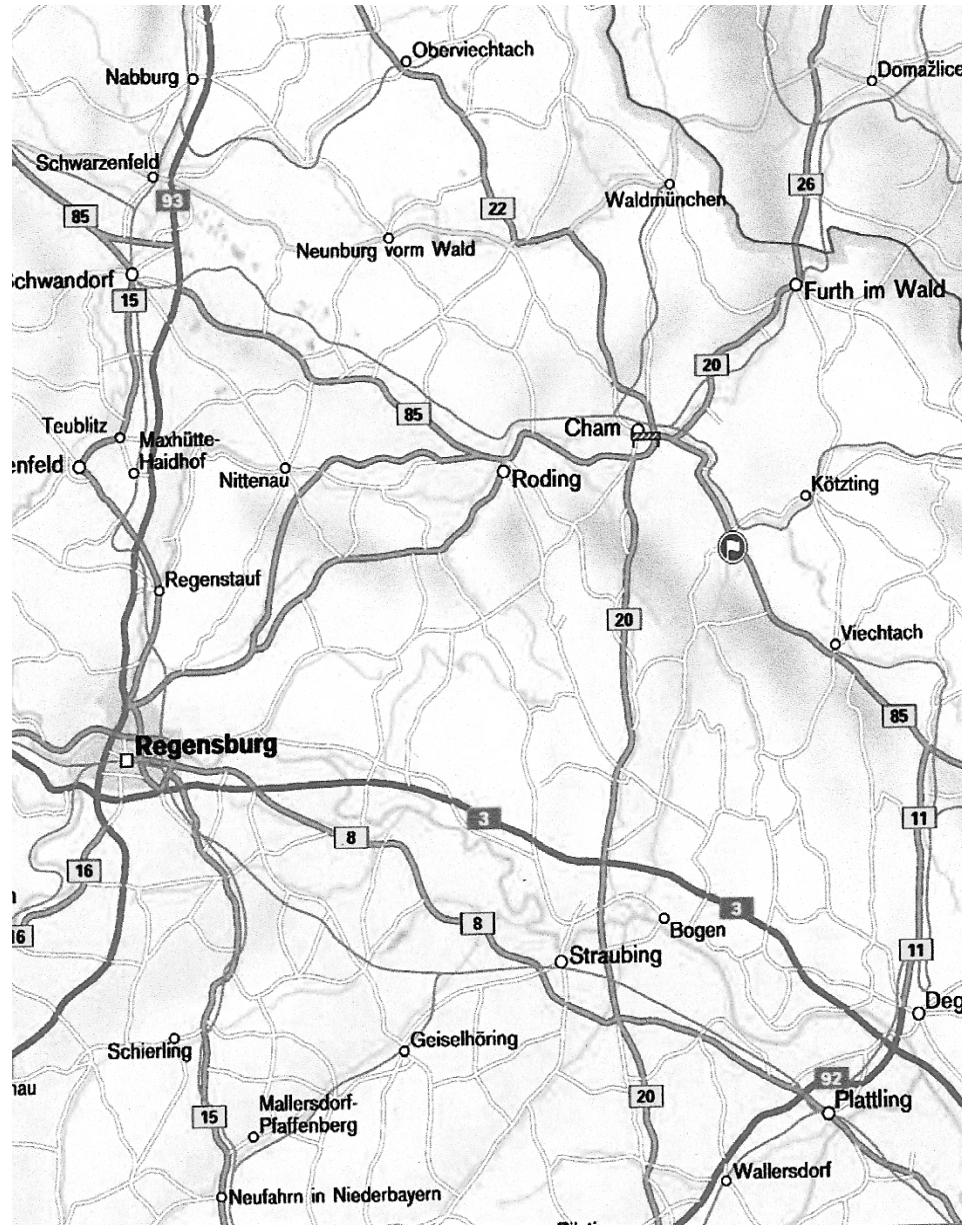 Oberviechtach
Nabburg
Domažlice
Schwarzenfeld
93
85
22
26
Waldmünchen
Neunburg vorm Wald
chwandorf
15
Furth im Wald
20
85
Teublitz
Cham
Maxhütte-
Haidhof
enfeld
Nittenau
Roding
Kötzting
Regenstauf
20
Viechtach
85
Regensburg
3
11
8
16
3
8
16
Bogen
Straubing
11
Deg
Schierling
Geiselhöring
92
nau
20
Plattling
15
Mallersdorf-
Pfaffenberg
Wallersdorf
Neufahrn in Niederbayern